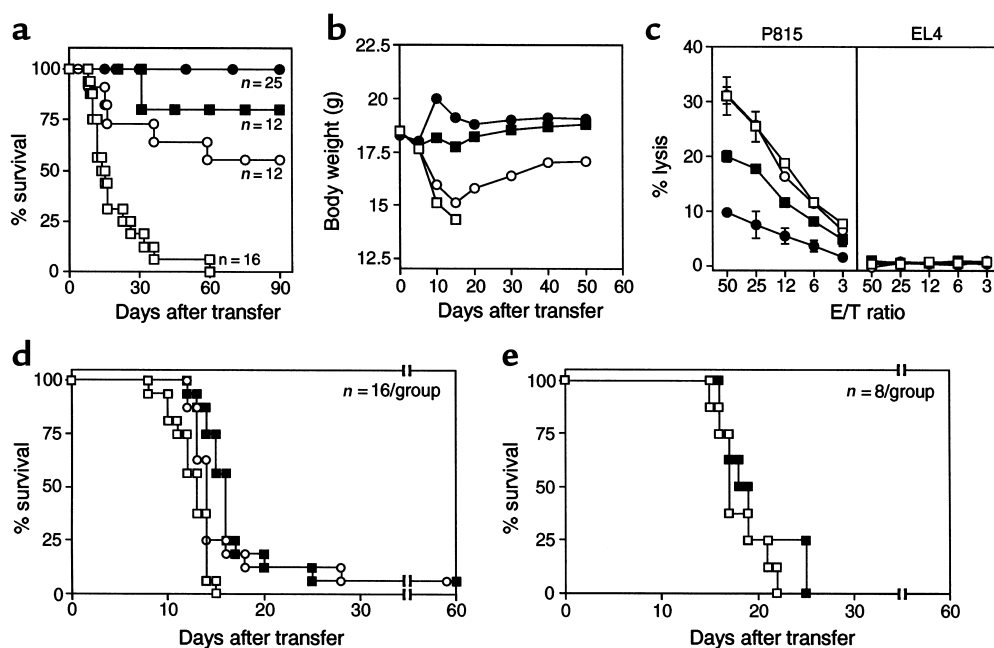 a
100
75
50
25
0
% survival
n = 25
n = 12
n = 12
n = 16
0 30 60 90
Days after transfer
b
22.5
20
17.5
15
12.5
Body weight (g)
0 10 20 30 40 50 60
Days after transfer
c
P815 EL4
40
30
20
10
0
% lysis
50 25 12 6 3 50 25 12 6 3
E/T ratio
d
100
75
50
25
0
% survival
n = 16/group
0 10 20 30 60
Days after transfer
e
100
75
50
25
0
% survival
n = 8/group
0 10 20 30 60
Days after transfer